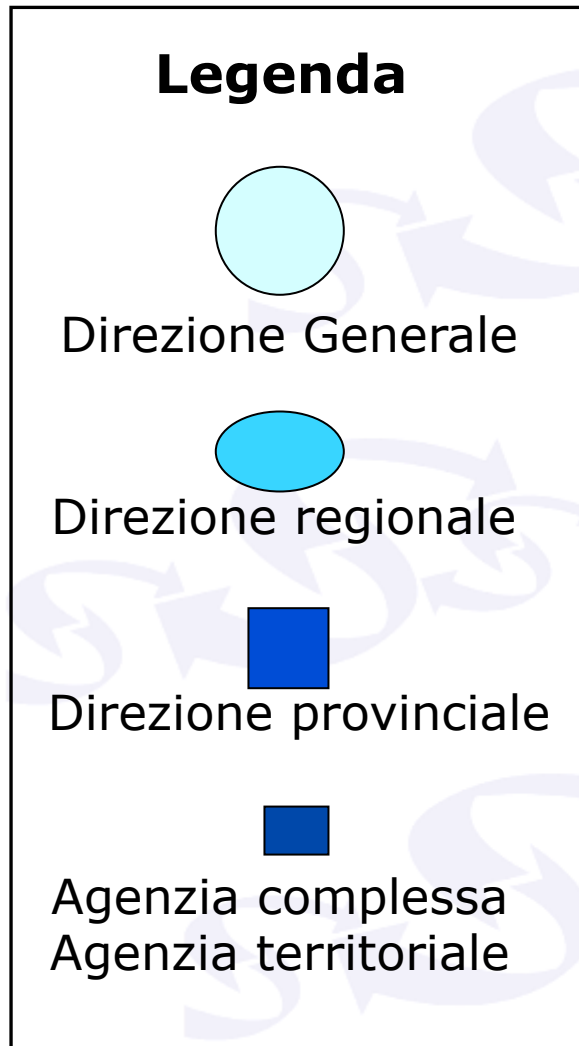 Legenda
Direzione Generale
Direzione regionale
Direzione provinciale
Agenzia complessa
Agenzia territoriale